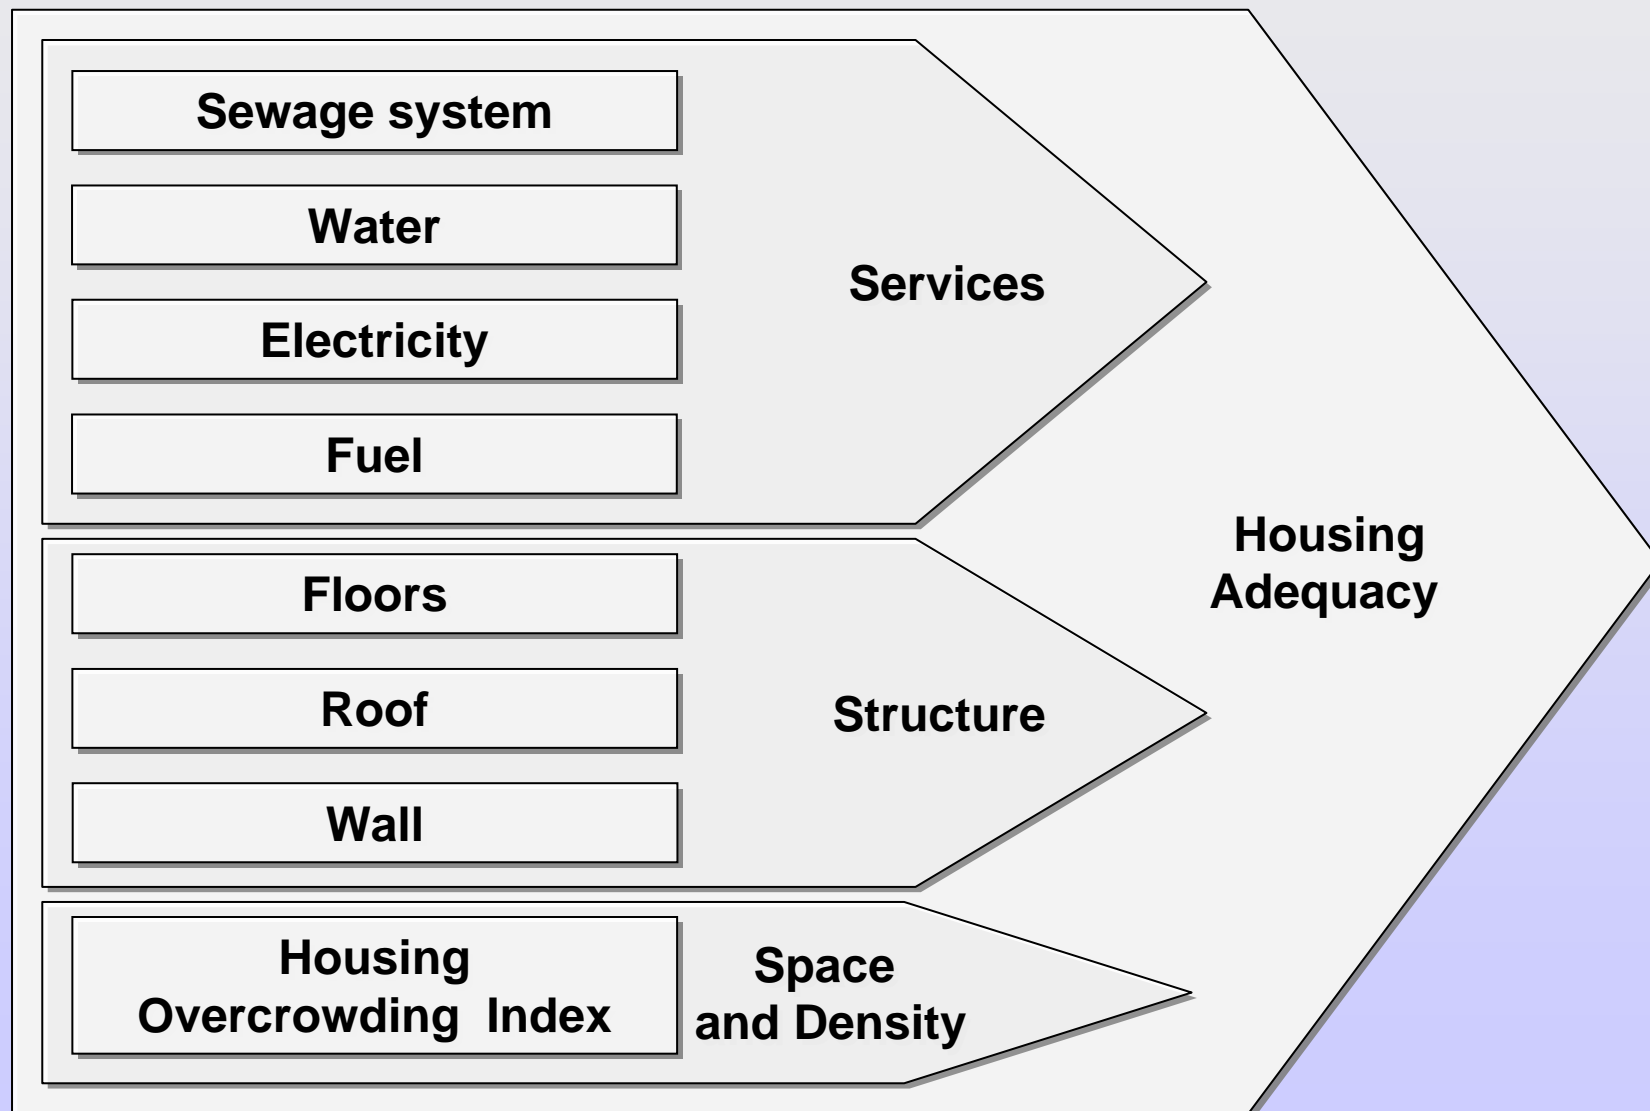 Sewage system
Water
Electricity
Fuel
Services
Floors
Roof
Wall
Structure
Housing
Overcrowding Index
Space
and Density
Housing
Adequacy